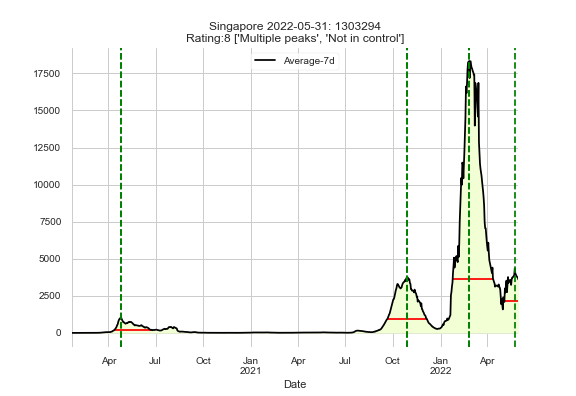 Singapore 2022-05-31: 1303294
Rating:8 ['Multiple peaks', 'Not in control']
Average-7d
17500
15000
12500
10000
7500
5000
2500
0
Apr Jul Oct Jan Apr Jul Oct Jan Apr
2021 2022
Date